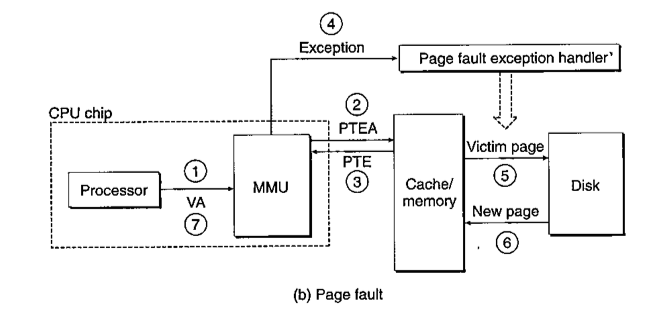 ④
Exception
Page fault exception handler
CPU chip
②
PTEA
PTE
③
Processor
①
VA
⑦
MMU
Cache/
memory
Victim page
⑤
New page
⑥
Disk
(b) Page fault